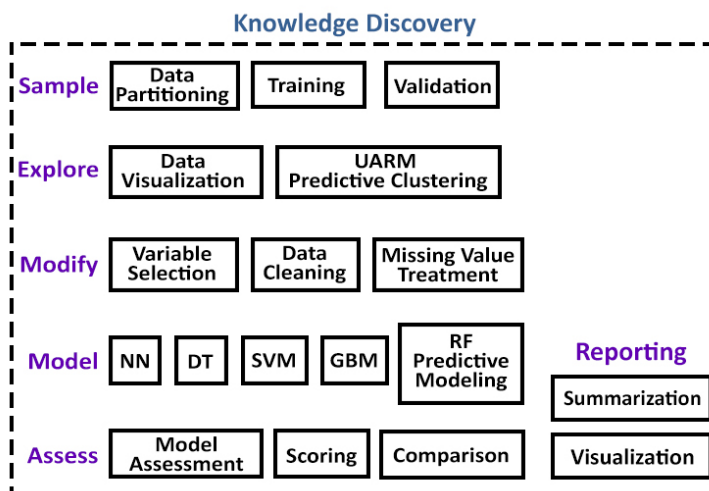 Knowledge Discovery
Sample
Data
Partitioning
Training
Validation
Explore
Data
Visualization
UARM
Predictive Clustering
Modify
Variable
Selection
Data
Cleaning
Missing Value
Treatment
Model
NN
DT
SVM
GBM
RF
Predictive
Modeling
Reporting
Summarization
Assess
Model
Assessment
Scoring
Comparison
Visualization